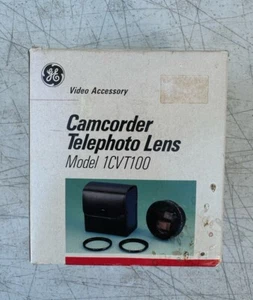 GE
Video Accessory
Camcorder
Telephoto Lens
Model 1CVT100